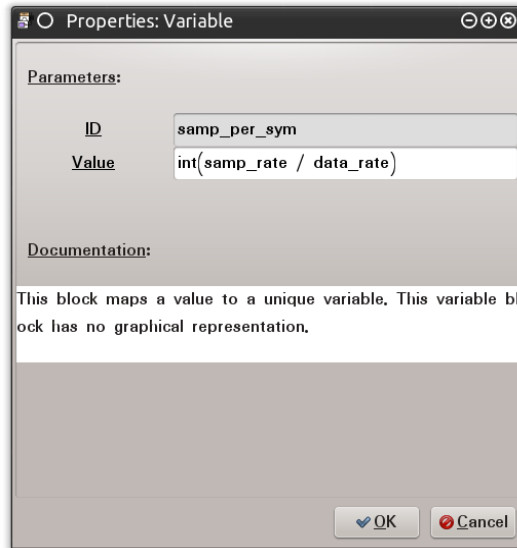 Properties: Variable
Parameters:
ID samp_per_sym
Value int(samp_rate / data_rate)
Documentation:
This block maps a value to a unique variable. This variable bl
ock has no graphical representation.
OK Cancel